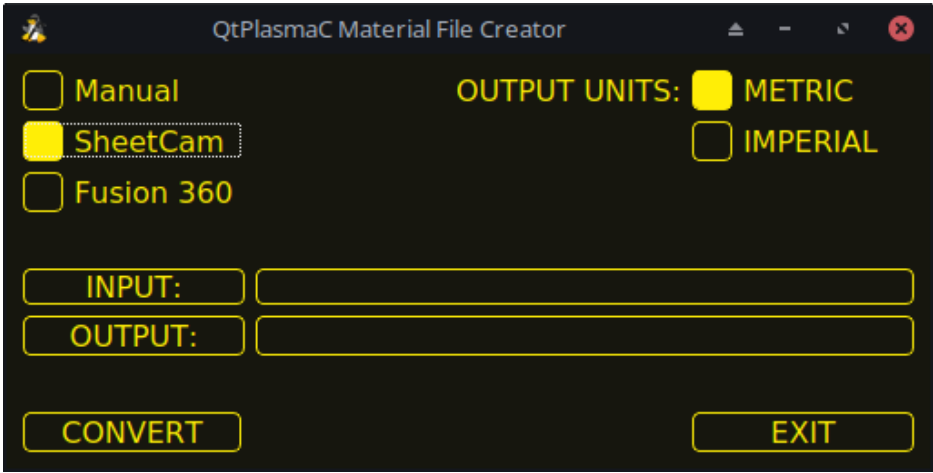 QtPlasmaC Material File Creator
Manual OUTPUT UNITS: METRIC
SheetCam IMPERIAL
Fusion 360
INPUT:
OUTPUT:
CONVERT EXIT